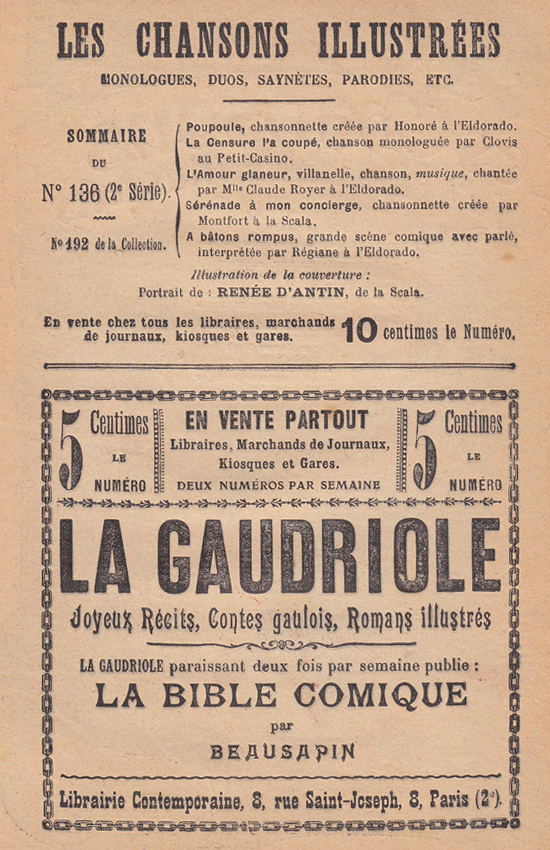 LES CHANSONS ILLUSTRÉES
MONOLOGUES, DUOS, SAYNÈTES, PARODIES, ETC.
SOMMAIRE
DU
N° 136 (2e Série).
N° 192 de la Collection.
Poupoule, chansonnette créée par Honoré à l'Eldorado.
La Censure l'a coupé, chanson monologuée par Clovis
au Petit-Casino.
L'Amour glaneur, villanelle, chanson, musique, chantée
par Mlle Claude Royer à l'Eldorado.
Sérénade à mon concierge, chansonnette créée par
Montfort à la Scala.
A bâtons rompus, grande scène comique avec parlé,
interprétée par Régiane à l'Eldorado.
Illustration de la couverture :
Portrait de : RENÉE D'ANTIN, de la Scala.
En vente chez tous les libraires, marchands
de journaux, kiosques et gares.
10 centimes le Numéro.
5 Centimes
LE
NUMÉRO
EN VENTE PARTOUT
Libraires, Marchands de Journaux,
Kiosques et Gares.
DEUX NUMÉROS PAR SEMAINE
5 Centimes
LE
NUMÉRO
LA GAUDRIOLE
Joyeux Récits, Contes gaulois, Romans illustrés
LA GAUDRIOLE paraissant deux fois par semaine publie :
LA BIBLE COMIQUE
par
BEAUSAPIN
Librairie Contemporaine, 8, rue Saint-Joseph, 8, Paris (2e).